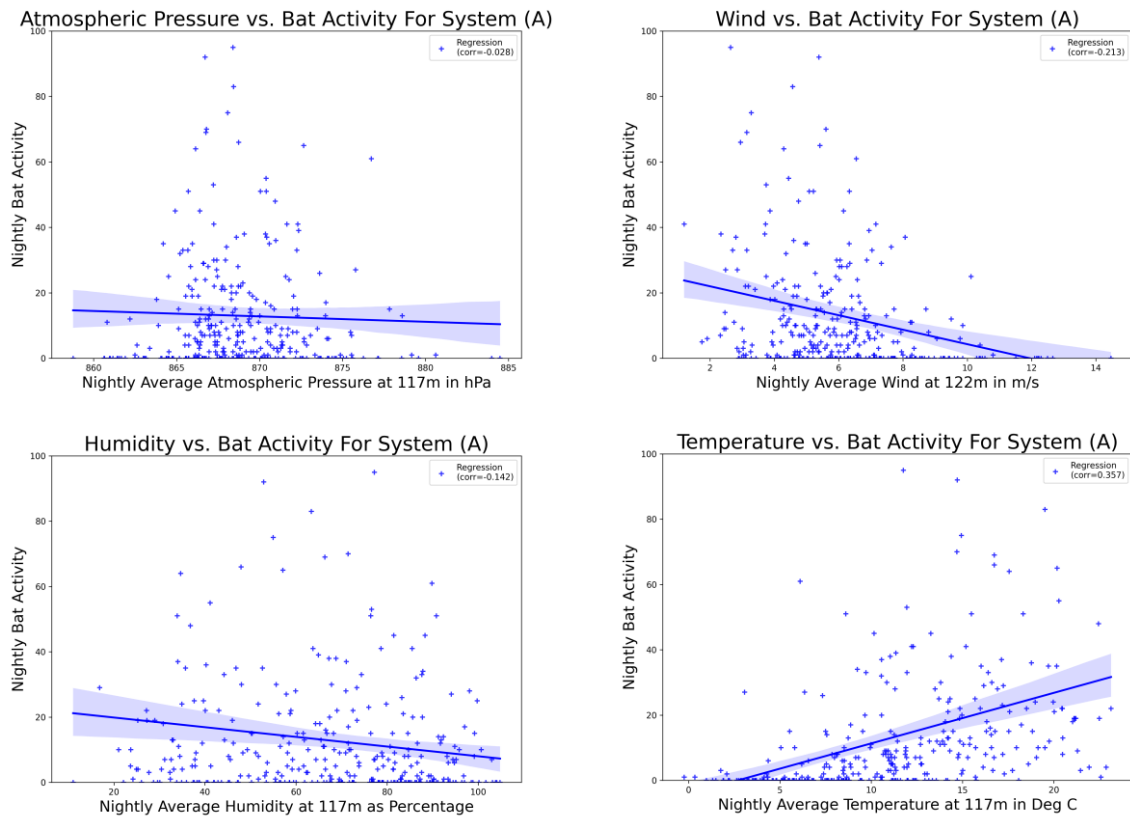 Atmospheric Pressure vs. Bat Activity For System (A)
100
80
60
40
20
0
Nightly Bat Activity
Regression
(corr=-0.028)
860
865
870
875
880
885
Nightly Average Atmospheric Pressure at 117m in hPa
Wind vs. Bat Activity For System (A)
100
80
60
40
20
0
Nightly Bat Activity
Regression
(corr=-0.213)
2
4
6
8
10
12
14
Nightly Average Wind at 122m in m/s
Humidity vs. Bat Activity For System (A)
100
80
60
40
20
0
Nightly Bat Activity
Regression
(corr=-0.142)
20
40
60
80
100
Nightly Average Humidity at 117m as Percentage
Temperature vs. Bat Activity For System (A)
100
80
60
40
20
0
Nightly Bat Activity
Regression
(corr=0.357)
0
5
10
15
20
Nightly Average Temperature at 117m in Deg C